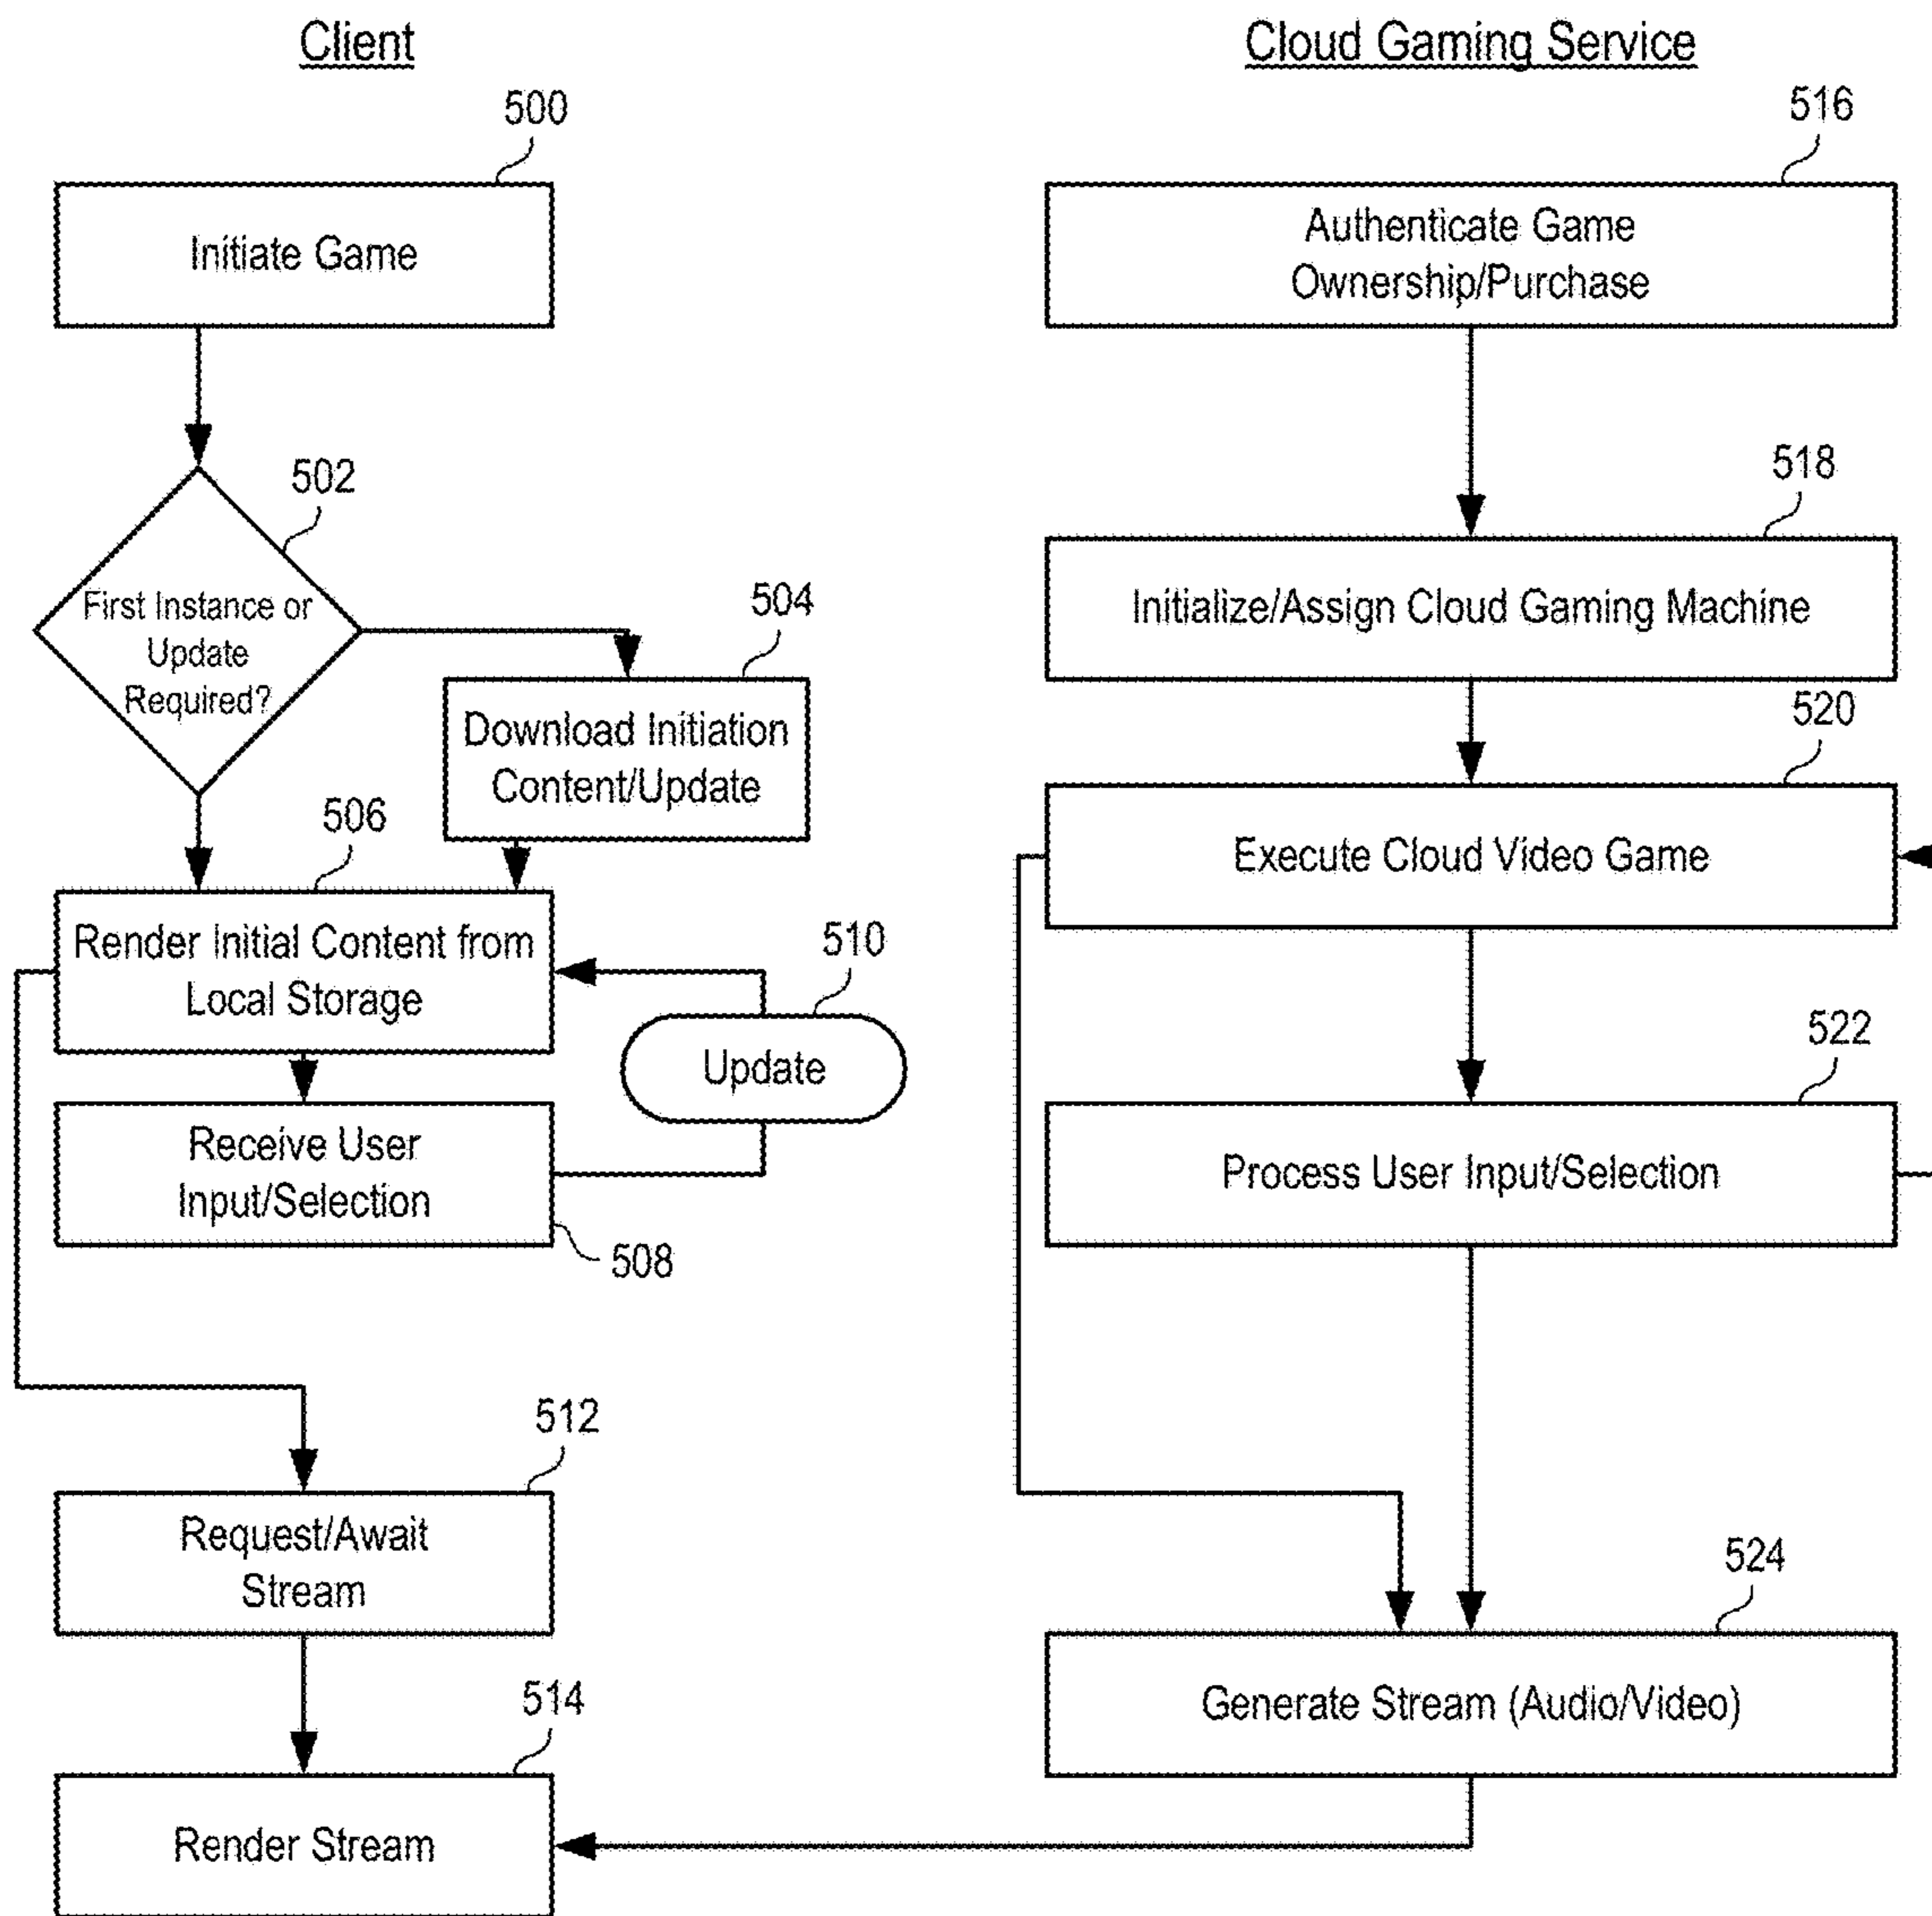 Client
500
Initiate Game
502
First Instance or
Update
Required?
504
Download Initiation
Content/Update
506
Render Initial Content from
Local Storage
510
Update
Receive User
Input/Selection
508
512
Request/Await
Stream
514
Render Stream
Cloud Gaming Service
516
Authenticate Game
Ownership/Purchase
518
Initialize/Assign Cloud Gaming Machine
520
Execute Cloud Video Game
522
Process User Input/Selection
524
Generate Stream (Audio/Video)